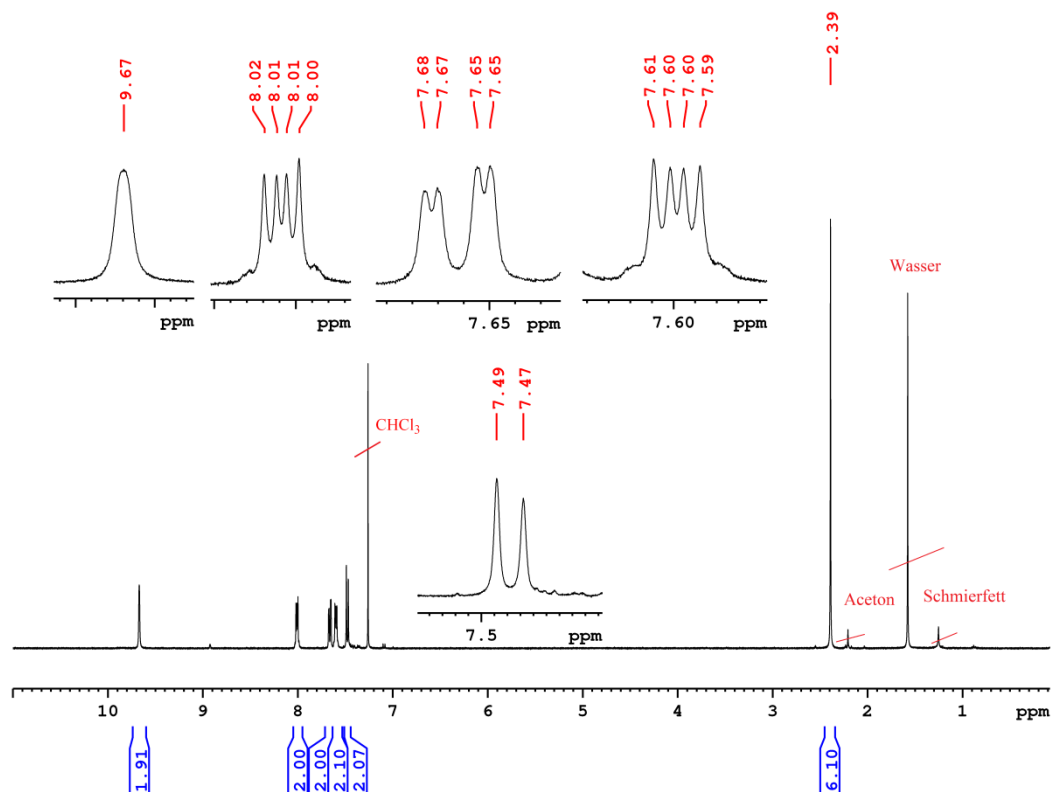 9.67
8.02
8.01
8.01
8.00
7.68
7.67
7.65
7.65
7.61
7.60
7.60
7.59
2.39
ppm
ppm
7.65 ppm
7.60 ppm
Wasser
CHCl₃
7.49
7.47
7.5 ppm
Aceton
Schmierfett
10 9 8 7 6 5 4 3 2 1 ppm
1.91
2.00
2.00
2.10
2.07
6.10